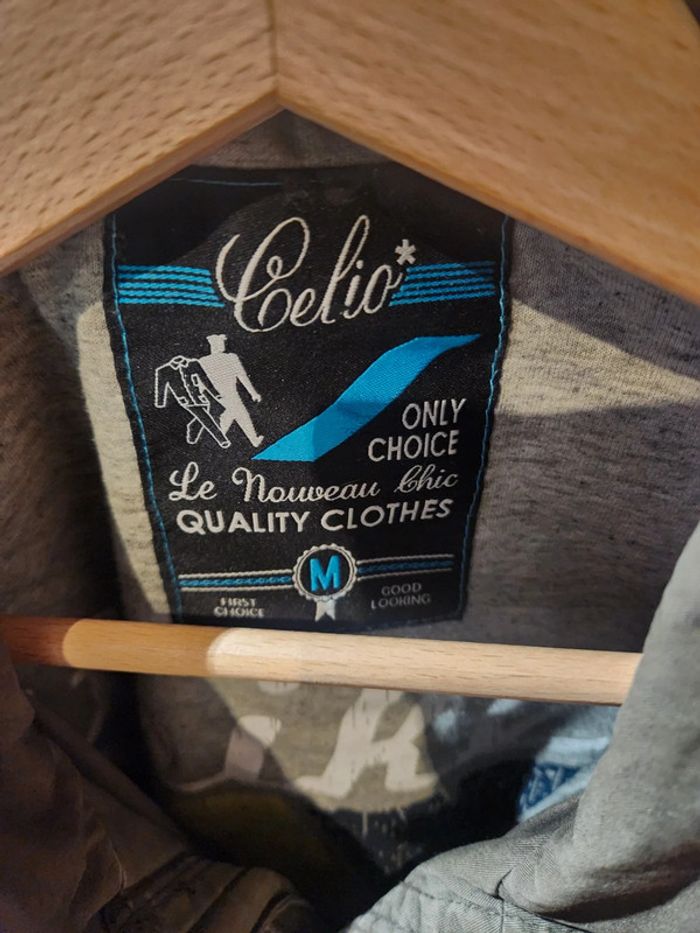 Celio*
ONLY
CHOICE
Le Nouveau Chic
QUALITY CLOTHES
M
FIRST
CHOICE
GOOD
LOOKING